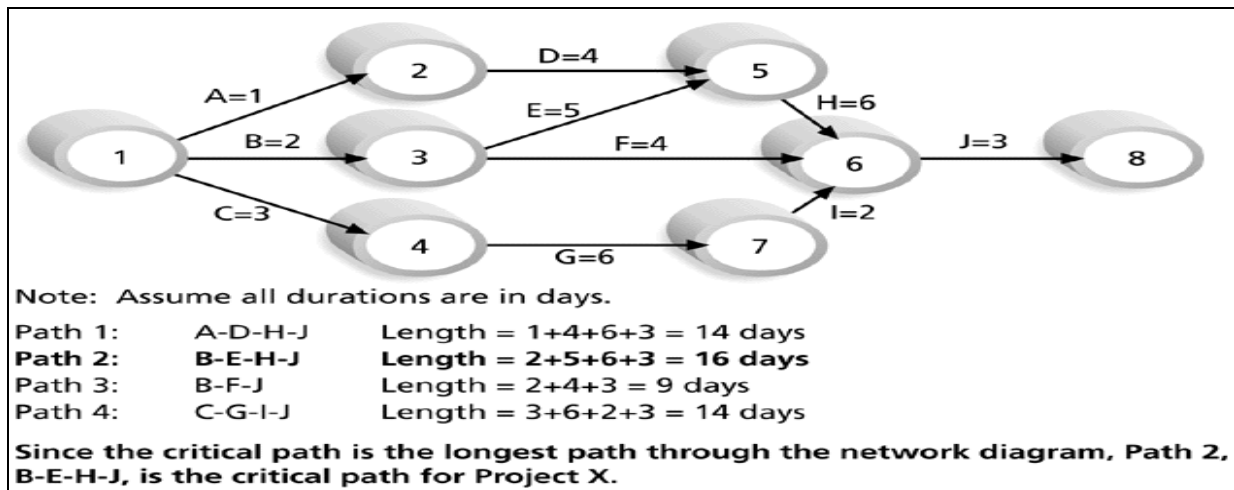 D=4
2
5
A=1
E=5
H=6
B=2
F=4
J=3
1
3
6
8
C=3
I=2
4
7
G=6
Note: Assume all durations are in days.
Path 1: A-D-H-J Length = 1+4+6+3 = 14 days
Path 2: B-E-H-J Length = 2+5+6+3 = 16 days
Path 3: B-F-J Length = 2+4+3 = 9 days
Path 4: C-G-I-J Length = 3+6+2+3 = 14 days
Since the critical path is the longest path through the network diagram, Path 2,
B-E-H-J, is the critical path for Project X.